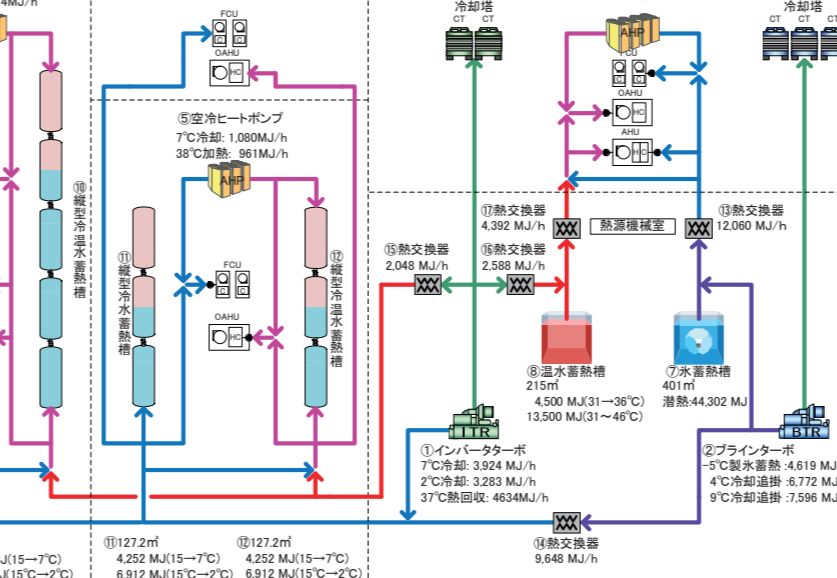 4MJ/h
FCU
C
C
OAHU
HC
⑤空冷ヒートポンプ
7℃冷却: 1,080MJ/h
38℃加熱: 961MJ/h
AHP
⑩縦型冷温水蓄熱槽
⑪縦型冷水蓄熱槽
⑫縦型冷温水蓄熱槽
FCU
C
C
OAHU
HC
冷却塔
CT
CT
AHP
CU
C
C
OAHU
HC
AHU
H
C
冷却塔
CT
CT
CT
⑰熱交換器
4,392 MJ/h
熱源機械室
⑬熱交換器
12,060 MJ/h
⑮熱交換器
2,048 MJ/h
⑯熱交換器
2,588 MJ/h
⑧温水蓄熱槽
215㎥
4,500 MJ(31→36℃)
13,500 MJ(31~46℃)
⑦氷蓄熱槽
401㎥
潜熱:44,302 MJ
ITR
①インバータターボ
7℃冷却: 3,924 MJ/h
2℃冷却: 3,283 MJ/h
37℃熱回収: 4634MJ/h
BTR
②ブラインターボ
-5℃製氷蓄熱 :4,619 MJ
4℃冷却追掛 :6,772 MJ
9℃冷却追掛 :7,596 MJ
⑭熱交換器
9,648 MJ/h
J(15→7℃)
J(15℃→2℃)
⑪127.2㎥
4,252 MJ(15→7℃)
6,912 MJ(15℃→2℃)
⑫127.2㎥
4,252 MJ(15→7℃)
6,912 MJ(15℃→2℃)